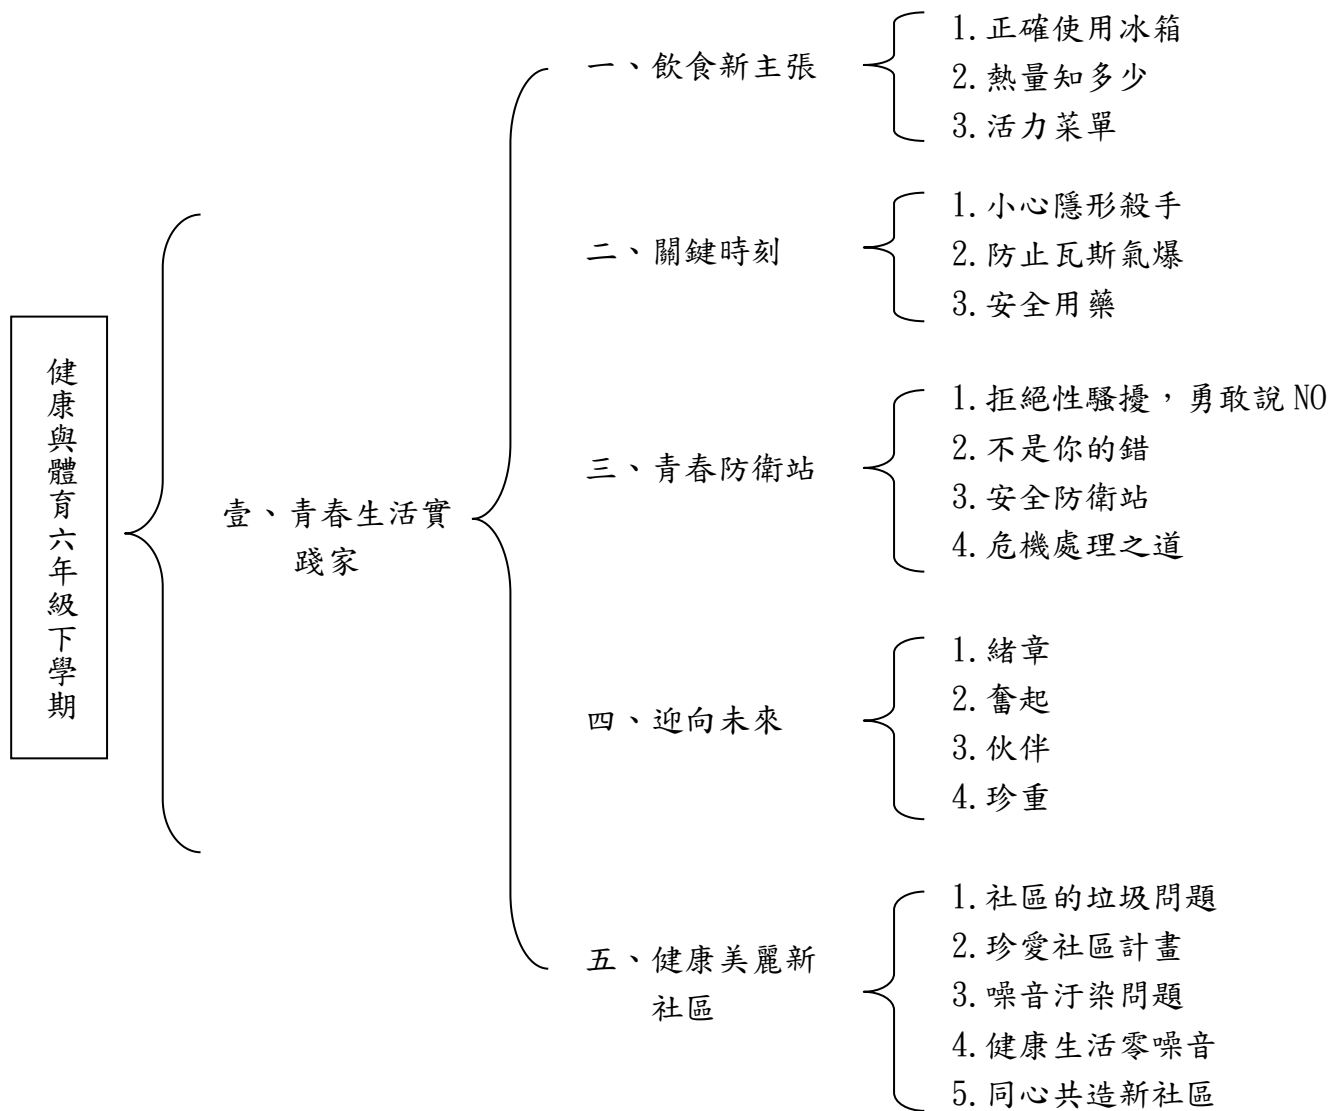 健康與體育六年級下學期
壹、青春生活實
踐家
一、飲食新主張
1.正確使用冰箱
2.熱量知多少
3.活力菜單
二、關鍵時刻
1.小心隱形殺手
2.防止瓦斯氣爆
3.安全用藥
三、青春防衛站
1.拒絕性騷擾，勇敢說 NO
2.不是你的錯
3.安全防衛站
4.危機處理之道
四、迎向未來
1.緒章
2.奮起
3.伙伴
4.珍重
五、健康美麗新
社區
1.社區的垃圾問題
2.珍愛社區計畫
3.噪音汙染問題
4.健康生活零噪音
5.同心共造新社區